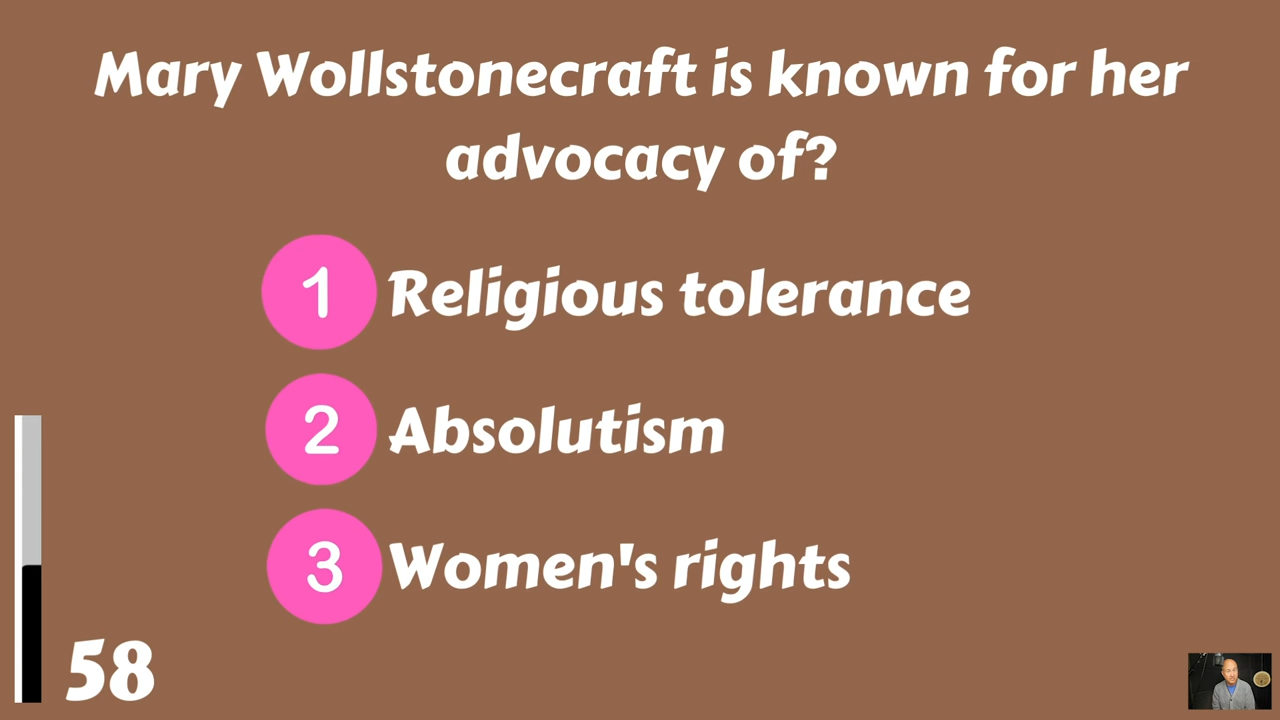 Mary Wollstonecraft is known for her
advocacy of?
1 Religious tolerance
2 Absolutism
3 Women's rights
58